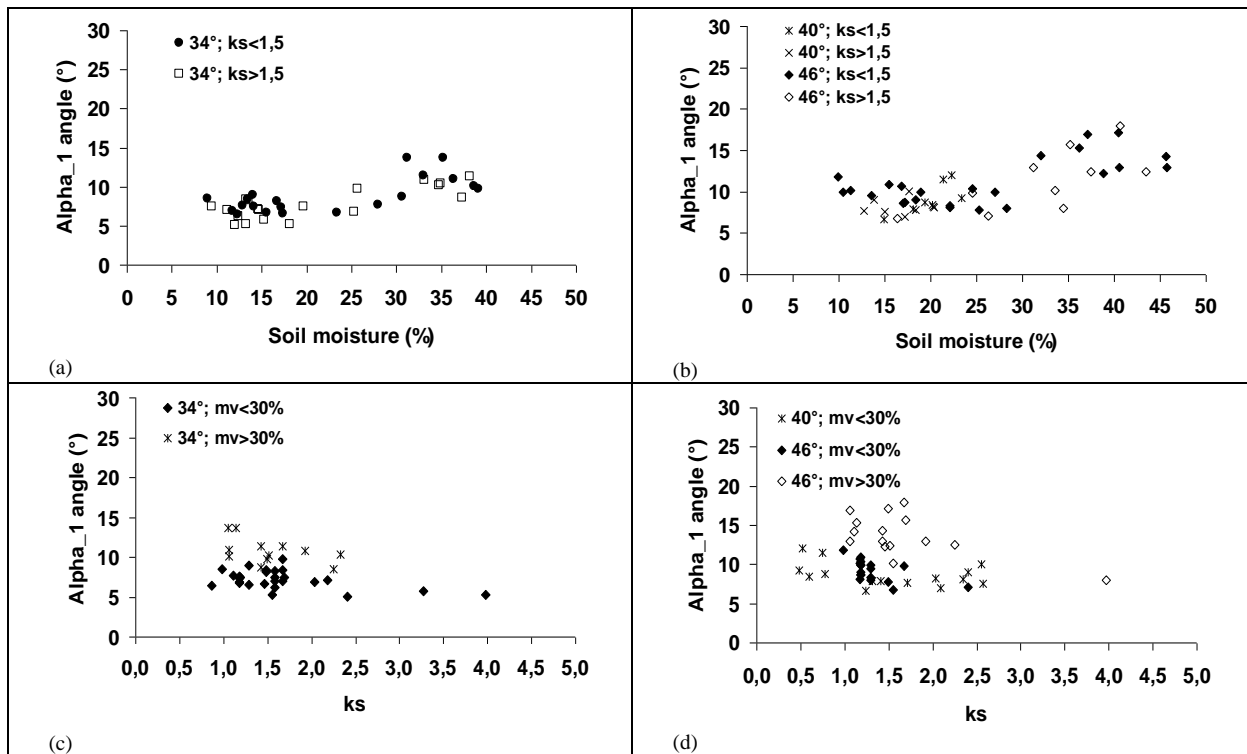 30
25
20
15
10
5
0
Alpha_1 angle (°)
34°; ks<1,5
34°; ks>1,5
0 5 10 15 20 25 30 35 40 45 50
Soil moisture (%)
(a)
30
25
20
15
10
5
0
Alpha_1 angle (°)
40°; ks<1,5
40°; ks>1,5
46°; ks<1,5
46°; ks>1,5
0 5 10 15 20 25 30 35 40 45 50
Soil moisture (%)
(b)
30
25
20
15
10
5
0
Alpha_1 angle (°)
34°; mv<30%
34°; mv>30%
0,0 0,5 1,0 1,5 2,0 2,5 3,0 3,5 4,0 4,5 5,0
ks
(c)
30
25
20
15
10
5
0
Alpha_1 angle (°)
40°; mv<30%
46°; mv<30%
46°; mv>30%
0,0 0,5 1,0 1,5 2,0 2,5 3,0 3,5 4,0 4,5 5,0
ks
(d)